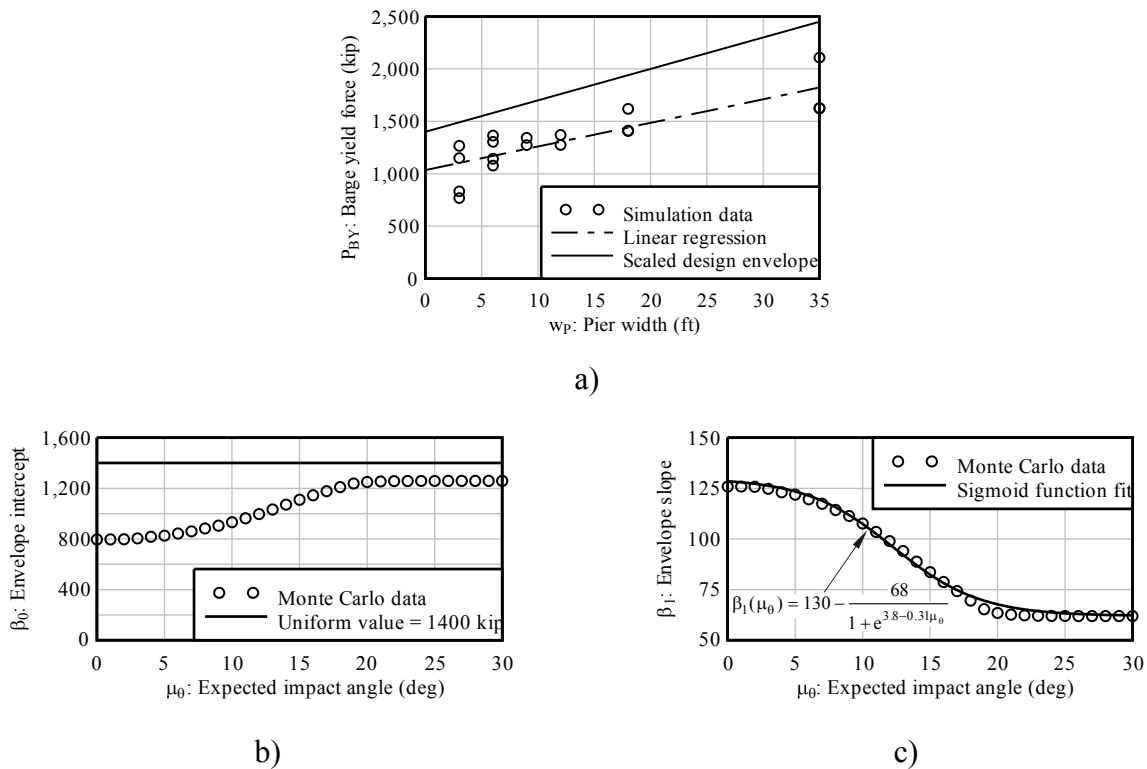 2,500
2,000
1,500
1,000
500
0
P_BY: Barge yield force (kip)
Simulation data
Linear regression
Scaled design envelope
0 5 10 15 20 25 30 35
w_P: Pier width (ft)
a)
1,600
1,200
800
400
0
β0: Envelope intercept
Monte Carlo data
Uniform value = 1400 kip
0 5 10 15 20 25 30
μθ: Expected impact angle (deg)
b)
150
125
100
75
50
β1: Envelope slope
Monte Carlo data
Sigmoid function fit
β1(μθ) = 130 − 68 / (1 + e^(3.8−0.31μθ))
0 5 10 15 20 25 30
μθ: Expected impact angle (deg)
c)